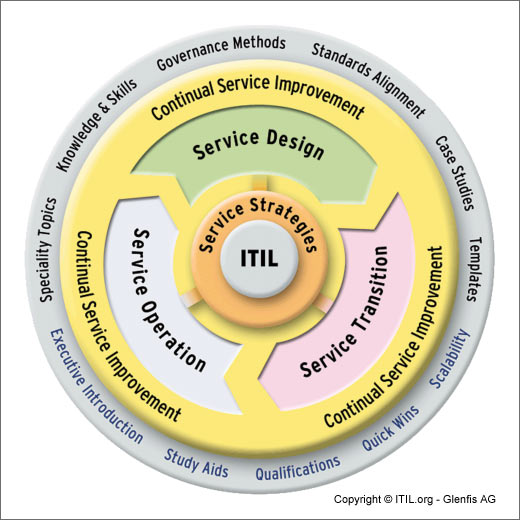 Governance Methods
Standards Alignment
Knowledge & Skills
Case Studies
Speciality Topics
Templates
Executive Introduction
Scalability
Study Aids
Quick Wins
Qualifications
Continual Service Improvement
Continual Service Improvement
Continual Service Improvement
Service Design
Service Operation
Service Transition
Service Strategies
ITIL
Copyright © ITIL.org - Glenfis AG